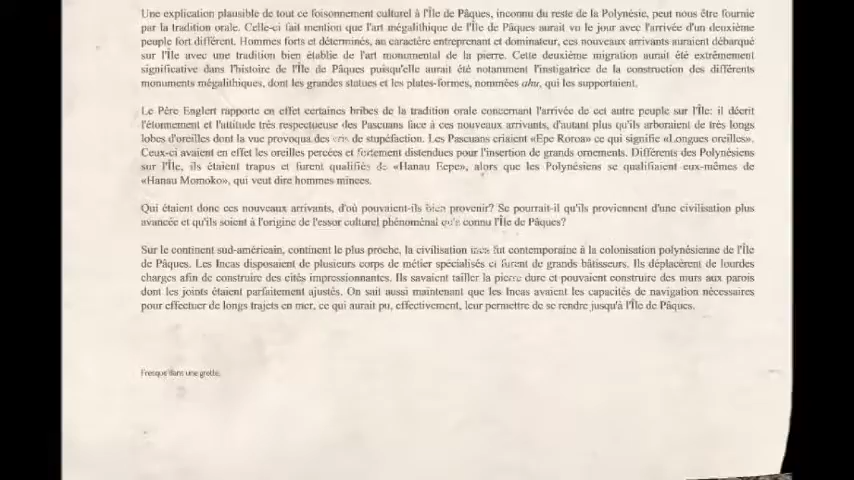 Une explication plausible de tout ce foisonnement culturel à l'Île de Pâques, inconnu du reste de la Polynésie, peut nous être fournie
par la tradition orale. Celle-ci fait mention que l'art mégalithique de l'Île de Pâques aurait vu le jour avec l'arrivée d'un deuxième
peuple fort différent. Hommes forts et déterminés, au caractère entreprenant et dominateur, ces nouveaux arrivants auraient débarqué
sur l'Île avec une tradition bien établie de l'art monumental de la pierre. Cette deuxième migration aurait été extrêmement
significative dans l'histoire de l'Île de Pâques puisqu'elle aurait été notamment l'instigatrice de la construction des différents
monuments mégalithiques, dont les grandes statues et les plates-formes, nommées ahu, qui les supportaient.
Le Père Englert rapporte en effet certaines bribes de la tradition orale concernant l'arrivée de cet autre peuple sur l'Île: il décrit
l'étonnement et l'attitude très respectueuse des Pascuans face à ces nouveaux arrivants, d'autant plus qu'ils arboraient de très longs
lobes d'oreilles dont la vue provoqua des cris de stupéfaction. Les Pascuans criaient «Epe Roroa» ce qui signifie «Longues oreilles».
Ceux-ci avaient en effet les oreilles percées et fortement distendues pour l'insertion de grands ornements. Différents des Polynésiens
sur l'Île, ils étaient trapus et furent qualifiés de «Hanau Eepe», alors que les Polynésiens se qualifiaient eux-mêmes de
«Hanau Momoko», qui veut dire hommes minces.
Qui étaient donc ces nouveaux arrivants, d'où pouvaient-ils bien provenir? Se pourrait-il qu'ils proviennent d'une civilisation plus
avancée et qu'ils soient à l'origine de l'essor culturel phénoménal qu'a connu l'Île de Pâques?
Sur le continent sud-américain, continent le plus proche, la civilisation inca fut contemporaine à la colonisation polynésienne de l'Île
de Pâques. Les Incas disposaient de plusieurs corps de métier spécialisés et furent de grands bâtisseurs. Ils déplacèrent de lourdes
charges afin de construire des cités impressionnantes. Ils savaient tailler la pierre dure et pouvaient construire des murs aux parois
dont les joints étaient parfaitement ajustés. On sait aussi maintenant que les Incas avaient les capacités de navigation nécessaires
pour effectuer de longs trajets en mer, ce qui aurait pu, effectivement, leur permettre de se rendre jusqu'à l'Île de Pâques.
Fresque dans une grotte.